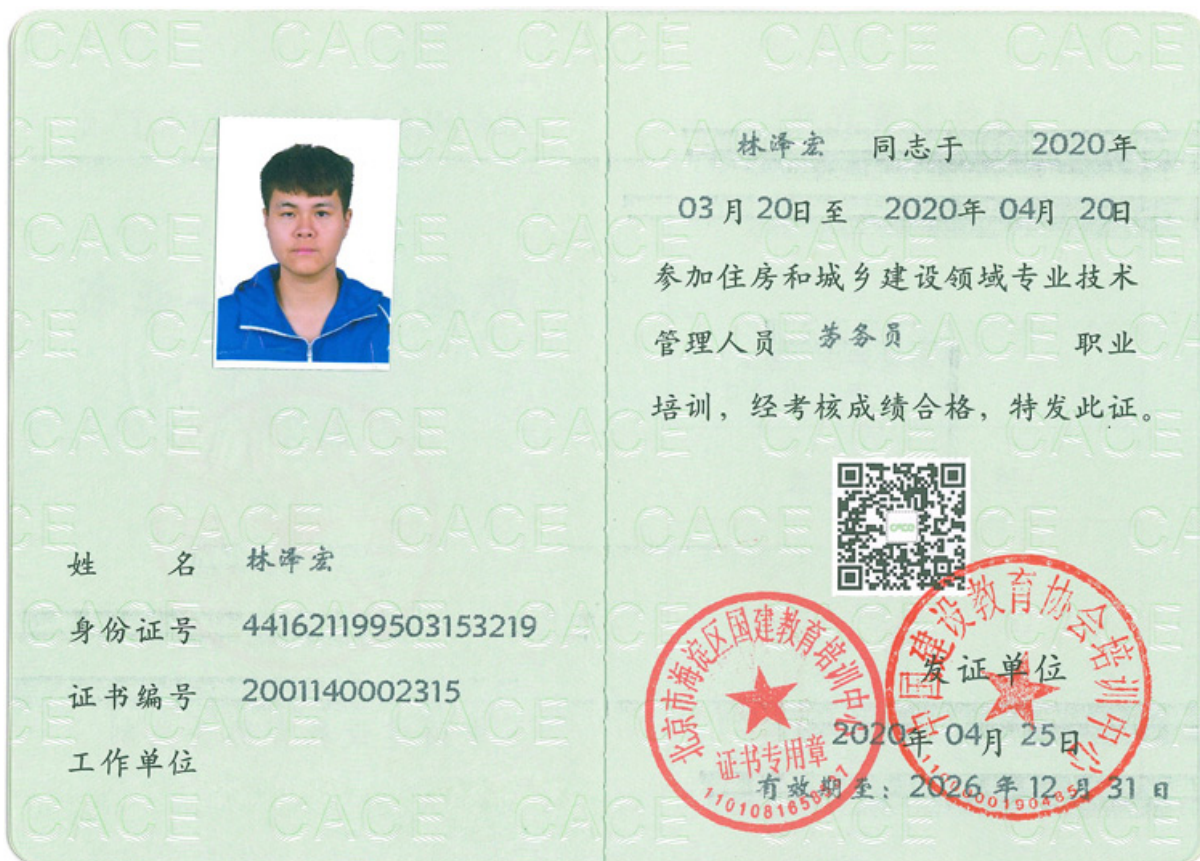 CACE
姓名 林泽宏
身份证号 441621199503153219
证书编号 2001140002315
工作单位
林泽宏 同志于 2020年
03月20日至 2020年04月20日
参加住房和城乡建设领域专业技术
管理人员 劳务员 职业
培训，经考核成绩合格，特发此证。
北京市海淀区国建教育培训中心
证书专用章
中国建设教育协会培训中心
发证单位
2020年04月25日
有效期至：2026年12月31日